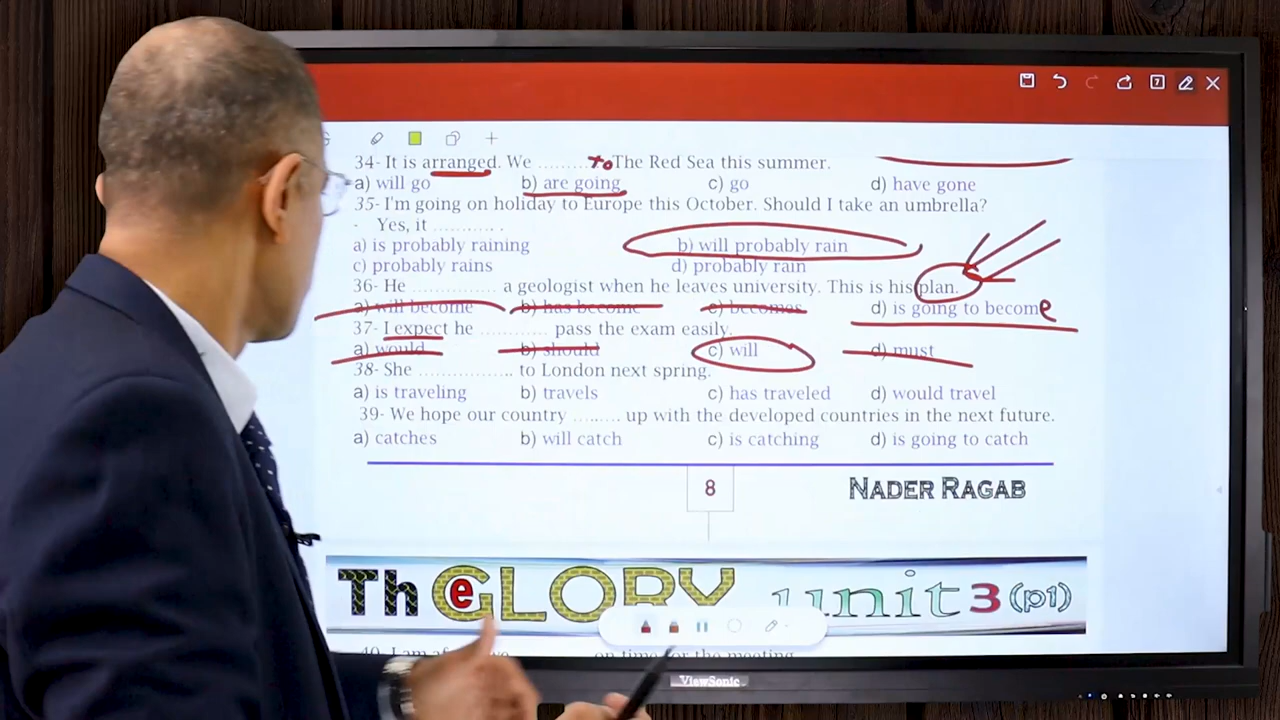 34- It is arranged. We ......... to The Red Sea this summer.
a) will go b) are going c) go d) have gone
35- I'm going on holiday to Europe this October. Should I take an umbrella?
- Yes, it ........... .
a) is probably raining b) will probably rain
c) probably rains d) probably rain
36- He ............... a geologist when he leaves university. This is his plan.
a) will become b) has become c) becomes d) is going to become
37- I expect he ............ pass the exam easily.
a) would b) should c) will d) must
38- She ................. to London next spring.
a) is traveling b) travels c) has traveled d) would travel
39- We hope our country ......... up with the developed countries in the next future.
a) catches b) will catch c) is catching d) is going to catch
8 NADER RAGAB
The GLORY unit 3 (p1)
on time for the meeting
ViewSonic